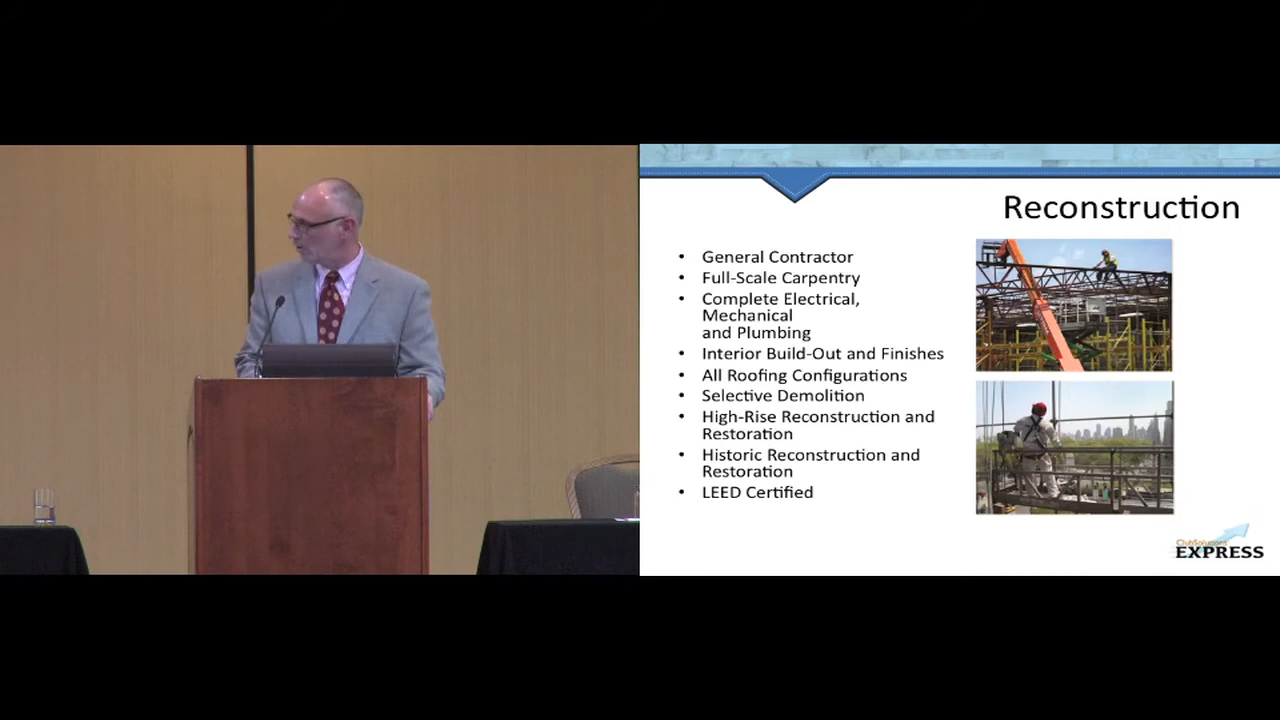 Reconstruction
• General Contractor
• Full-Scale Carpentry
• Complete Electrical,
Mechanical
and Plumbing
• Interior Build-Out and Finishes
• All Roofing Configurations
• Selective Demolition
• High-Rise Reconstruction and
Restoration
• Historic Reconstruction and
Restoration
• LEED Certified
ClubSolutions
EXPRESS